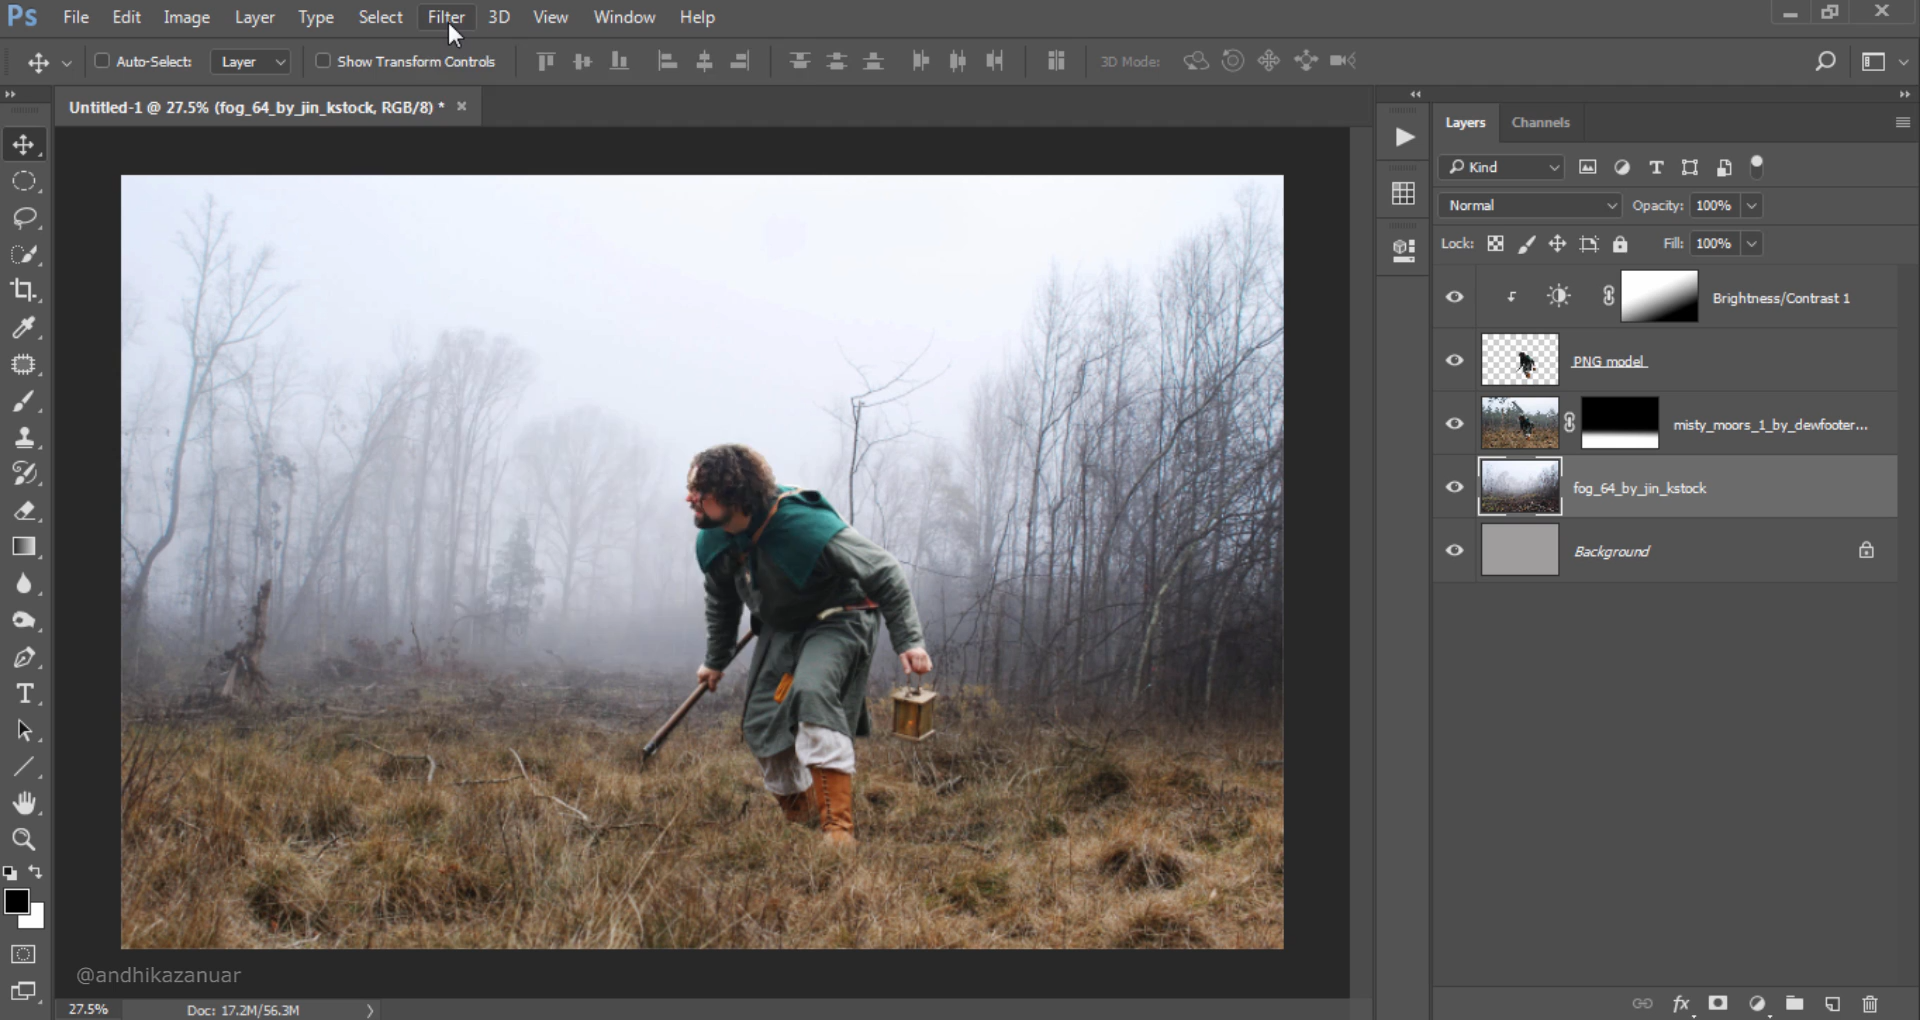 Ps File Edit Image Layer Type Select Filter 3D View Window Help
Auto-Select: Layer Show Transform Controls 3D Mode:
Untitled-1 @ 27.5% (fog_64_by_jin_kstock, RGB/8) * ×
Layers Channels
Kind
Normal Opacity: 100%
Lock: Fill: 100%
Brightness/Contrast 1
PNG model
misty_moors_1_by_dewfooter...
fog_64_by_jin_kstock
Background
@andhikazanuar
27.5% Doc: 17.2M/56.3M
fx